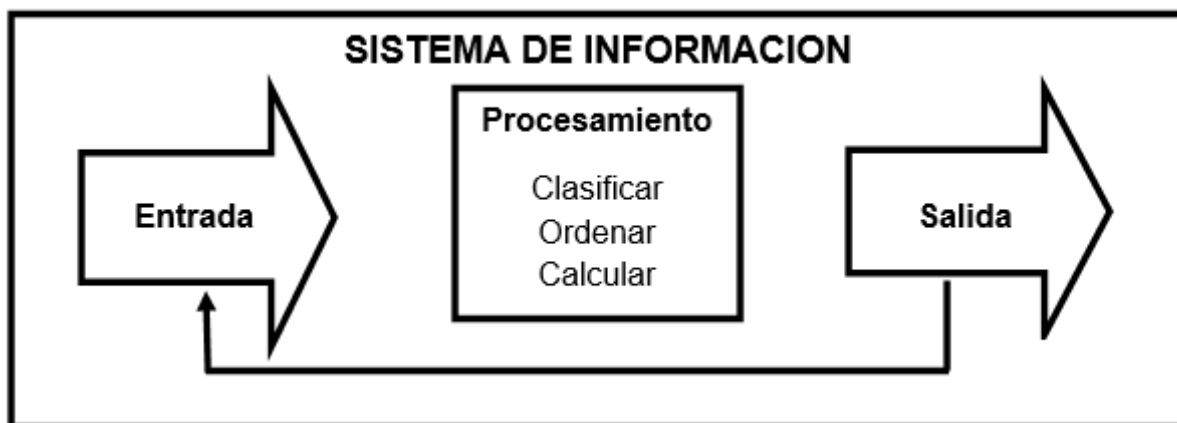 SISTEMA DE INFORMACION
Procesamiento
Clasificar
Entrada
Ordenar
Salida
Calcular